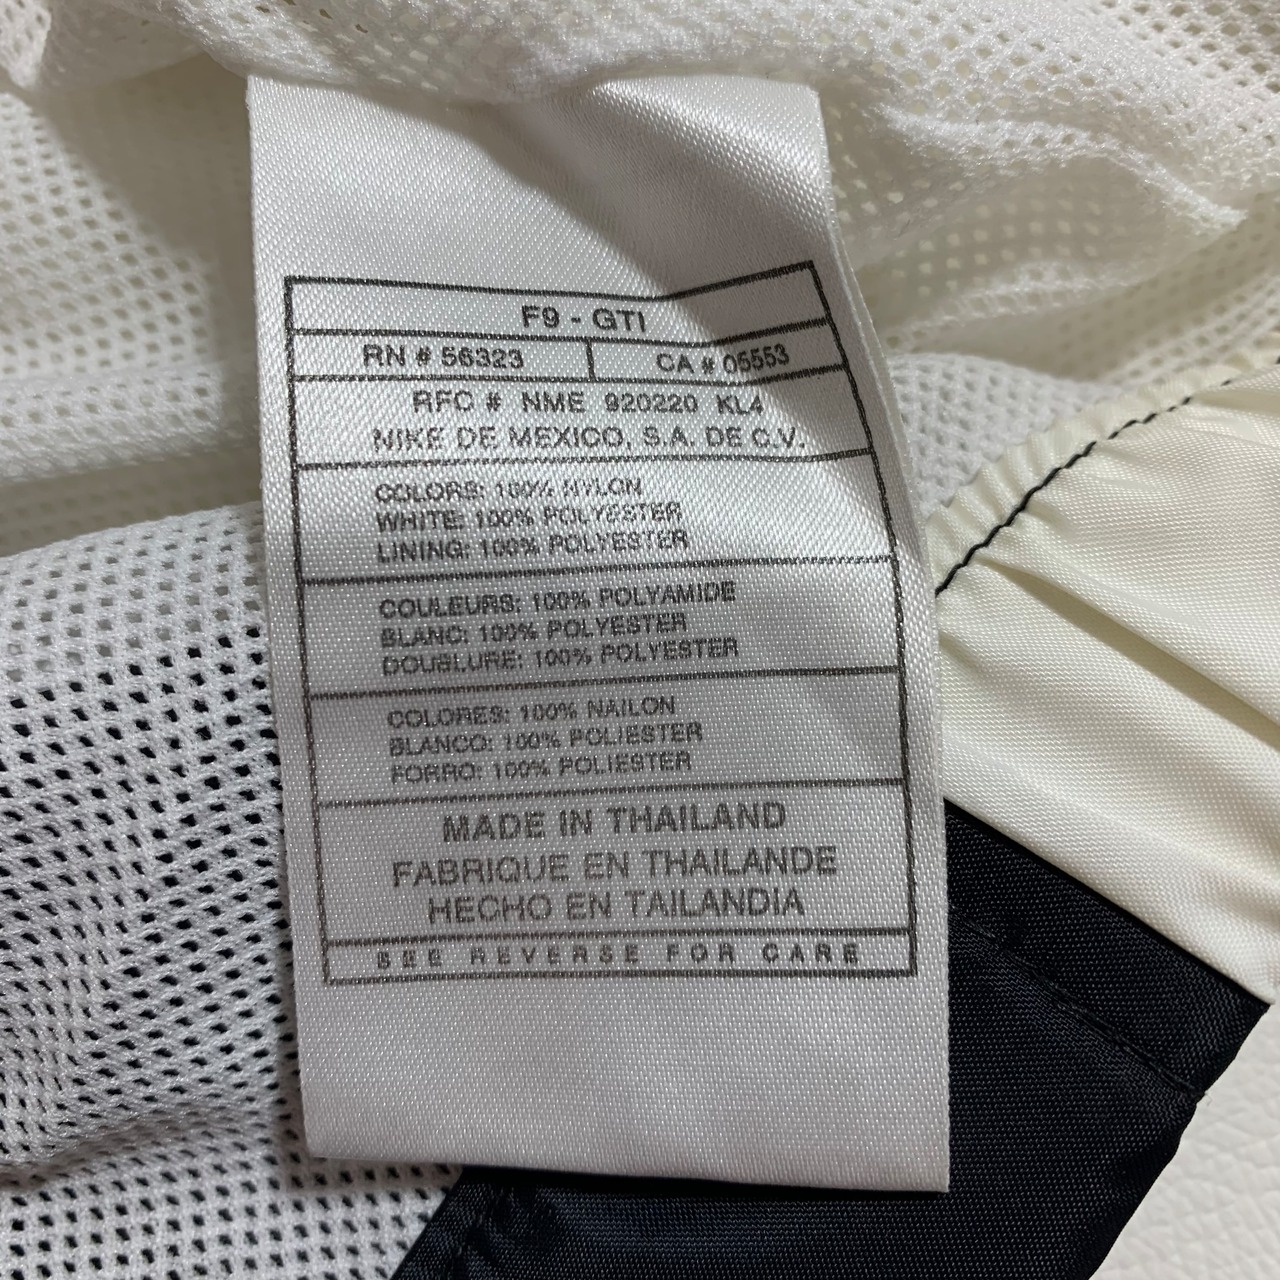 F9 - GTI
RN # 56323 CA # 05553
RFC # NME 920220 KL4
NIKE DE MEXICO, S.A. DE C.V.
COLORS: 100% NYLON
WHITE: 100% POLYESTER
LINING: 100% POLYESTER
COULEURS: 100% POLYAMIDE
BLANC: 100% POLYESTER
DOUBLURE: 100% POLYESTER
COLORES: 100% NAILON
BLANCO: 100% POLIESTER
FORRO: 100% POLIESTER
MADE IN THAILAND
FABRIQUE EN THAILANDE
HECHO EN TAILANDIA
SEE REVERSE FOR CARE